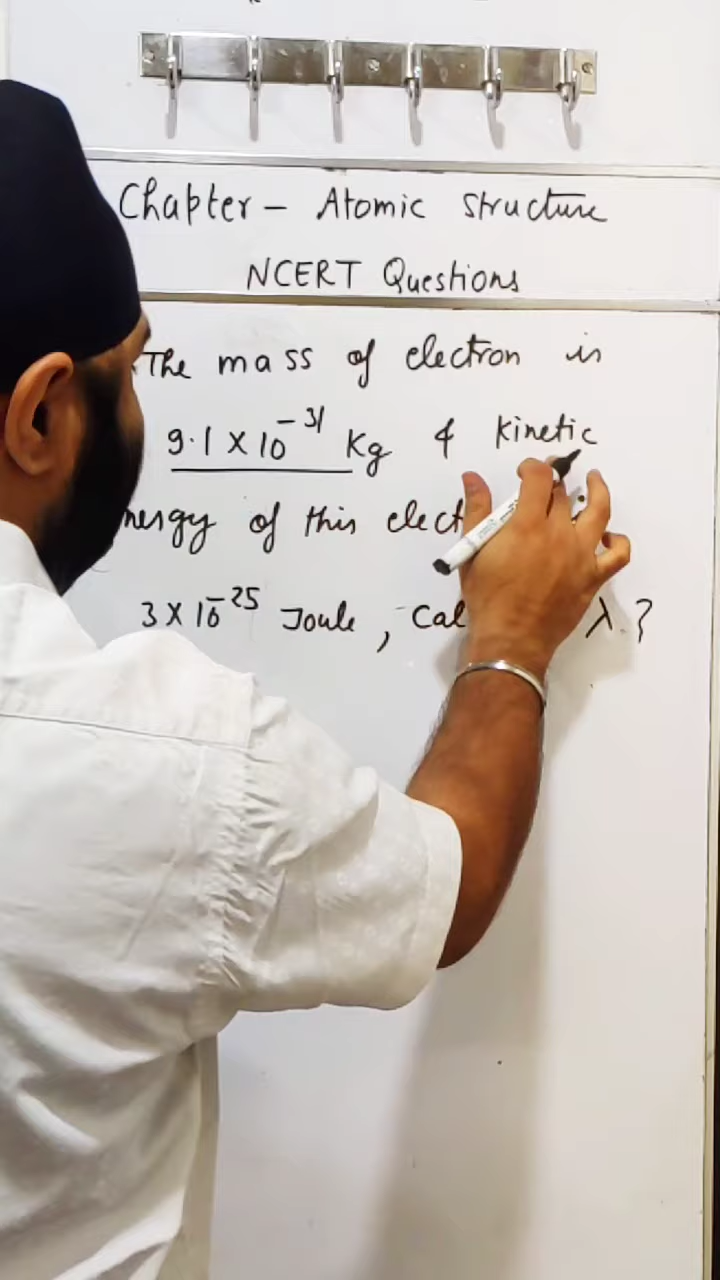 Chapter – Atomic structure
NCERT Questions
The mass of electron is
9.1 × 10⁻³¹ Kg & kinetic
nergy of this elect
3 × 10⁻²⁵ Joule, Cal λ.?